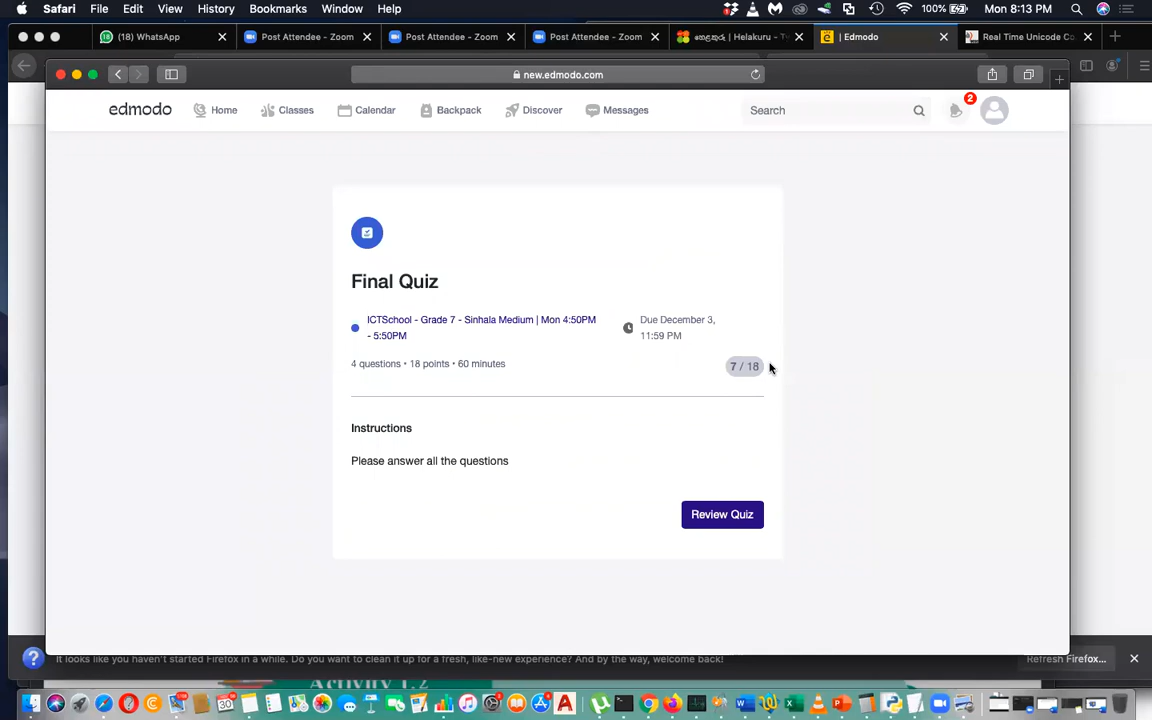 Safari File Edit View History Bookmarks Window Help 100% Mon 8:13 PM
(18) WhatsApp Post Attendee - Zoom Post Attendee - Zoom Post Attendee - Zoom | Helakuru - | Edmodo Real Time Unicode Co
new.edmodo.com
edmodo Home Classes Calendar Backpack Discover Messages Search 2
Final Quiz
ICTSchool - Grade 7 - Sinhala Medium | Mon 4:50PM
- 5:50PM
Due December 3,
11:59 PM
4 questions • 18 points • 60 minutes
7 / 18
Instructions
Please answer all the questions
Review Quiz
It looks like you haven't started Firefox in a while. Do you want to clean it up for a fresh, like-new experience? And by the way, welcome back! Refresh Firefox...
Activity 1.2